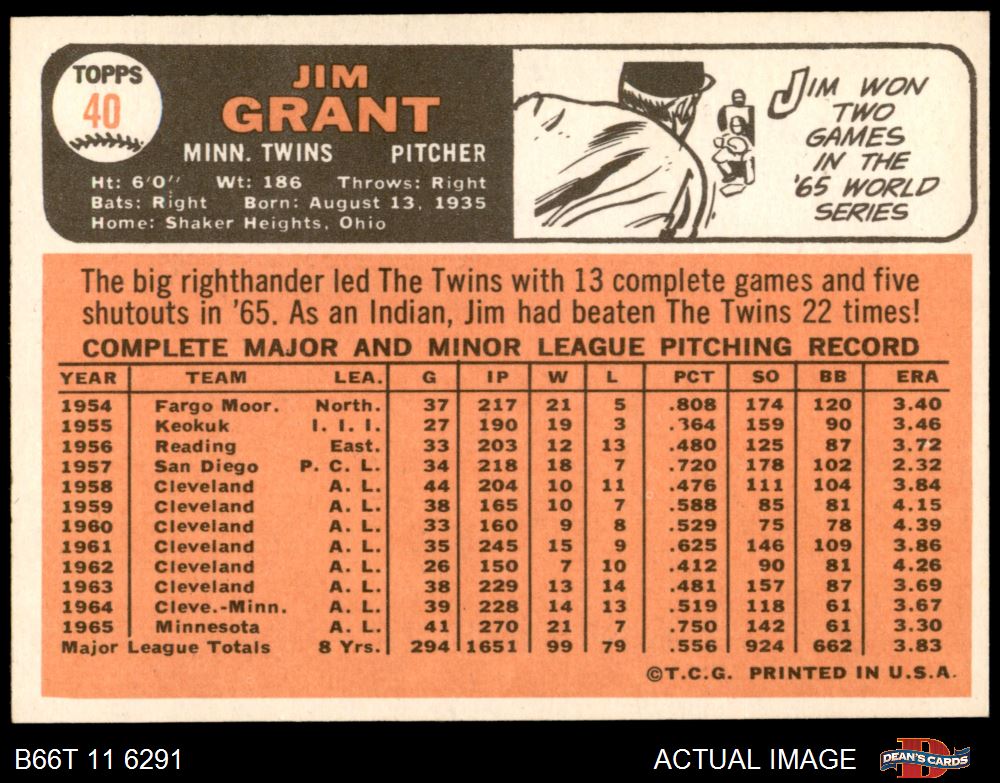 TOPPS
40
JIM
GRANT
MINN. TWINS PITCHER
Ht: 6'0" Wt: 186 Throws: Right
Bats: Right Born: August 13, 1935
Home: Shaker Heights, Ohio
JIM WON
TWO
GAMES
IN THE
'65 WORLD
SERIES
The big righthander led The Twins with 13 complete games and five
shutouts in '65. As an Indian, Jim had beaten The Twins 22 times!
COMPLETE MAJOR AND MINOR LEAGUE PITCHING RECORD
YEAR TEAM LEA. G IP W L PCT SO BB ERA
1954 Fargo Moor. North. 37 217 21 5 .808 174 120 3.40
1955 Keokuk I. I. I. 27 190 19 3 .364 159 90 3.46
1956 Reading East. 33 203 12 13 .480 125 87 3.72
1957 San Diego P. C. L. 34 218 18 7 .720 178 102 2.32
1958 Cleveland A. L. 44 204 10 11 .476 111 104 3.84
1959 Cleveland A. L. 38 165 10 7 .588 85 81 4.15
1960 Cleveland A. L. 33 160 9 8 .529 75 78 4.39
1961 Cleveland A. L. 35 245 15 9 .625 146 109 3.86
1962 Cleveland A. L. 26 150 7 10 .412 90 81 4.26
1963 Cleveland A. L. 38 229 13 14 .481 157 87 3.69
1964 Cleve.-Minn. A. L. 39 228 14 13 .519 118 61 3.67
1965 Minnesota A. L. 41 270 21 7 .750 142 61 3.30
Major League Totals 8 Yrs. 294 1651 99 79 .556 924 662 3.83
©T.C.G. PRINTED IN U.S.A.
B66T 11 6291 ACTUAL IMAGE DEAN'S CARDS